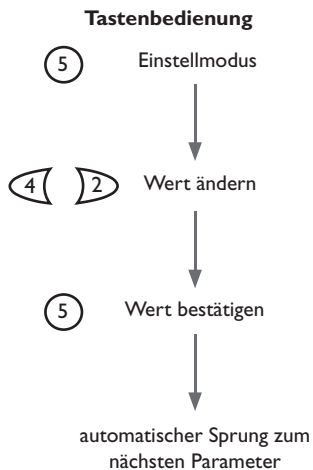 Tastenbedienung
5 Einstellmodus
4 2 Wert ändern
5 Wert bestätigen
automatischer Sprung zum
nächsten Parameter